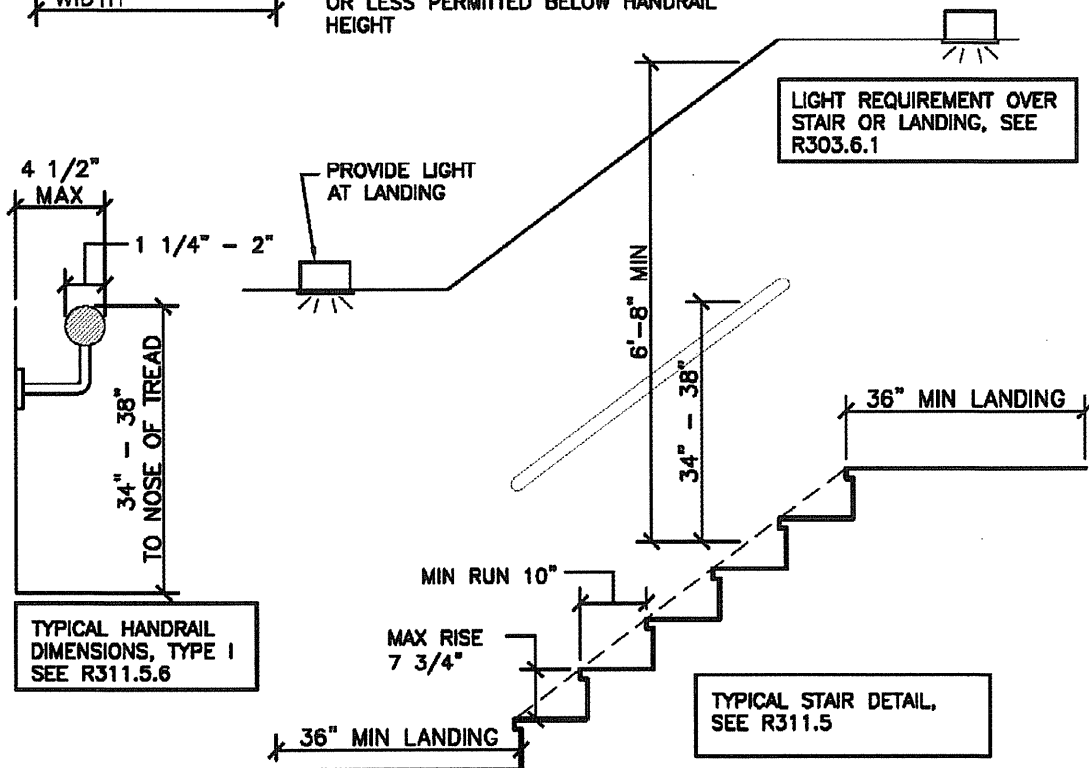 WIDTH
OR LESS PERMITTED BELOW HANDRAIL
HEIGHT
LIGHT REQUIREMENT OVER
STAIR OR LANDING, SEE
R303.6.1
4 1/2"
MAX
PROVIDE LIGHT
AT LANDING
1 1/4" - 2"
6'-8" MIN
34" - 38"
TO NOSE OF TREAD
34" - 38"
36" MIN LANDING
MIN RUN 10"
MAX RISE
7 3/4"
TYPICAL HANDRAIL
DIMENSIONS, TYPE I
SEE R311.5.6
TYPICAL STAIR DETAIL,
SEE R311.5
36" MIN LANDING